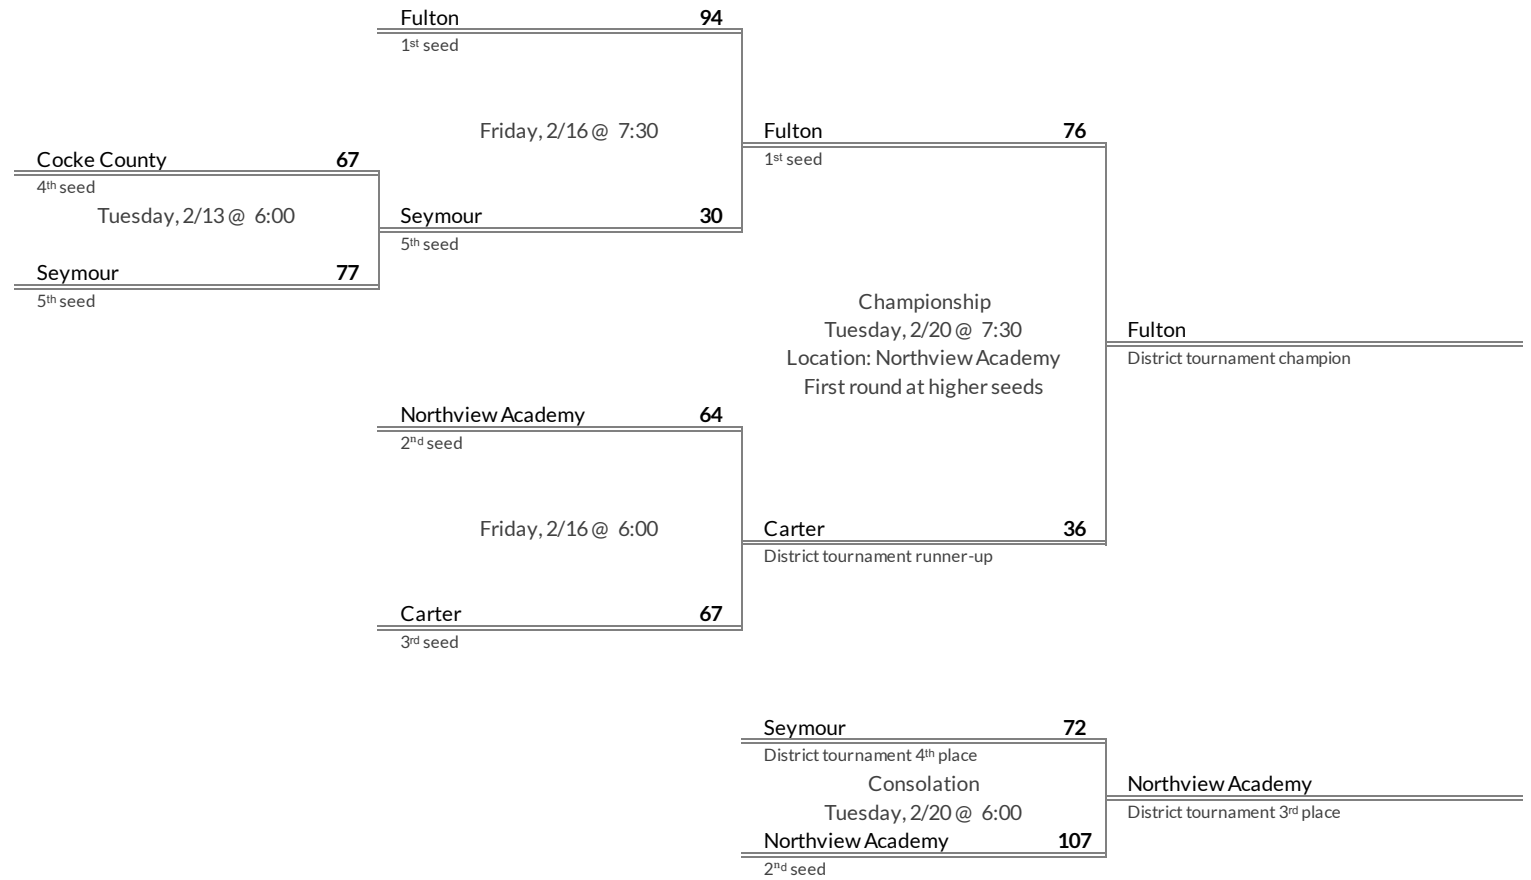 Fulton 94
1st seed
Friday, 2/16 @ 7:30
Cocke County 67
4th seed
Tuesday, 2/13 @ 6:00
Seymour 77
5th seed
Seymour 30
5th seed
Fulton 76
1st seed
Championship
Tuesday, 2/20 @ 7:30
Location: Northview Academy
First round at higher seeds
Fulton
District tournament champion
Northview Academy 64
2nd seed
Friday, 2/16 @ 6:00
Carter 67
3rd seed
Carter 36
District tournament runner-up
Seymour 72
District tournament 4th place
Consolation
Tuesday, 2/20 @ 6:00
Northview Academy 107
2nd seed
Northview Academy
District tournament 3rd place